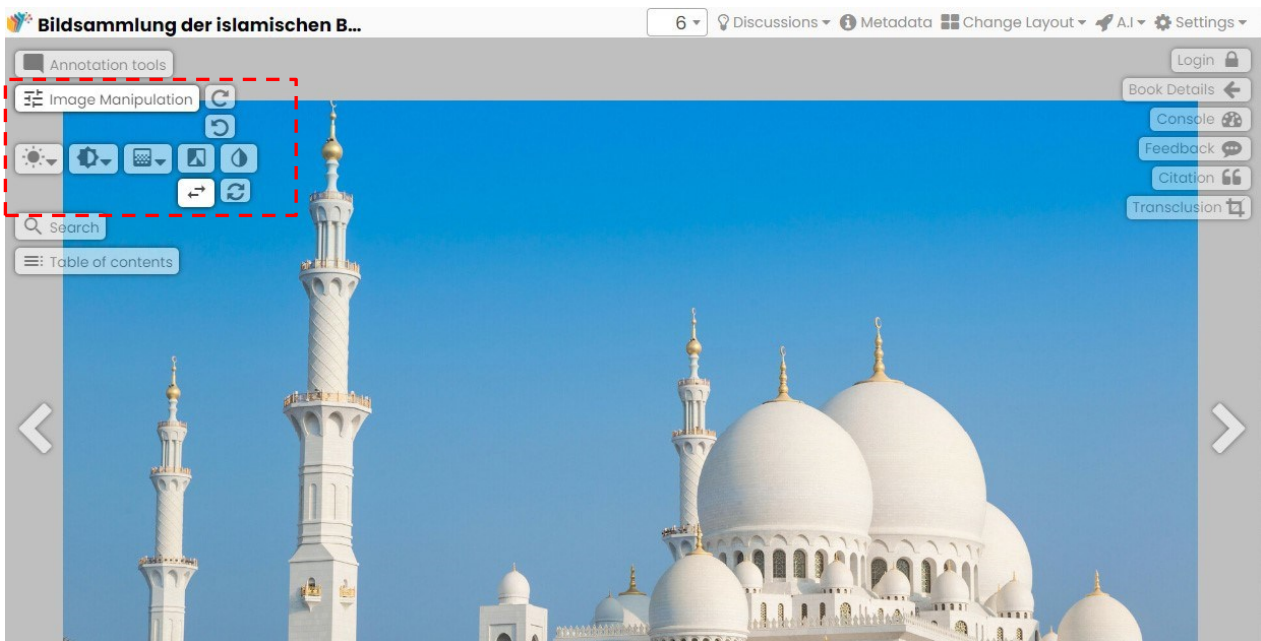 Bildsammlung der islamischen B...
6 Discussions Metadata Change Layout A.I Settings
Annotation tools
Image Manipulation
Search
Table of contents
Login
Book Details
Console
Feedback
Citation
Transclusion